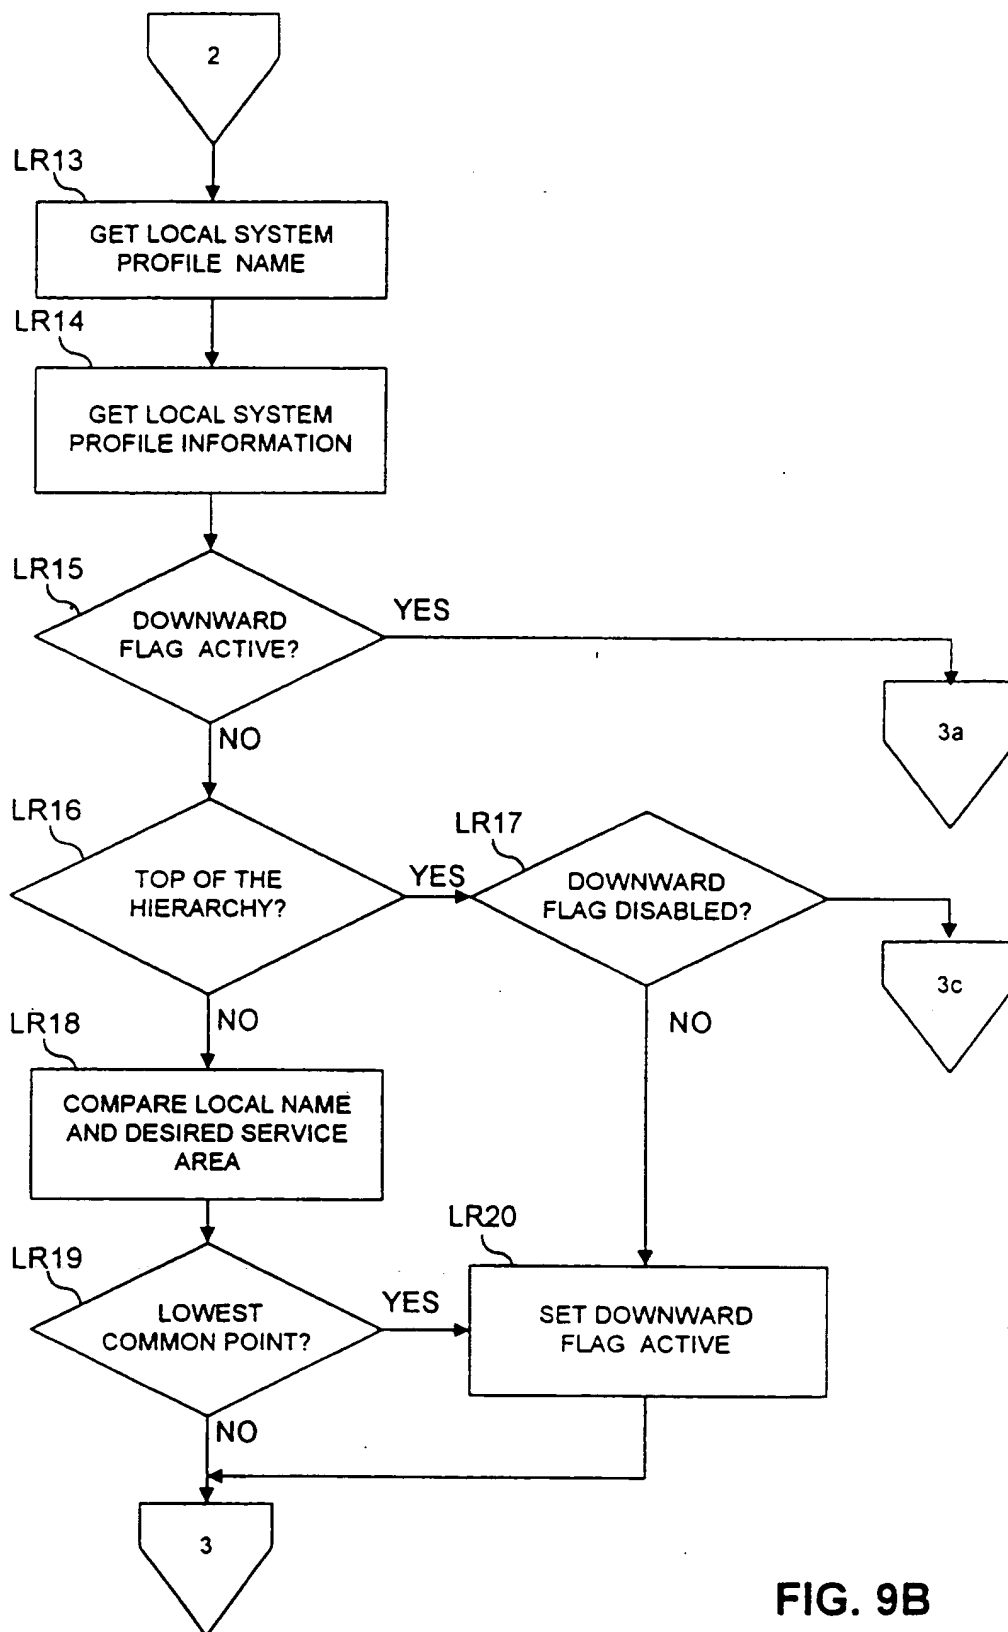 2
LR13
GET LOCAL SYSTEM
PROFILE NAME
LR14
GET LOCAL SYSTEM
PROFILE INFORMATION
LR15
DOWNWARD
FLAG ACTIVE?
YES
3a
NO
LR16
TOP OF THE
HIERARCHY?
YES
LR17
DOWNWARD
FLAG DISABLED?
3c
NO
NO
LR18
COMPARE LOCAL NAME
AND DESIRED SERVICE
AREA
LR19
LOWEST
COMMON POINT?
YES
LR20
SET DOWNWARD
FLAG ACTIVE
NO
3
FIG. 9B